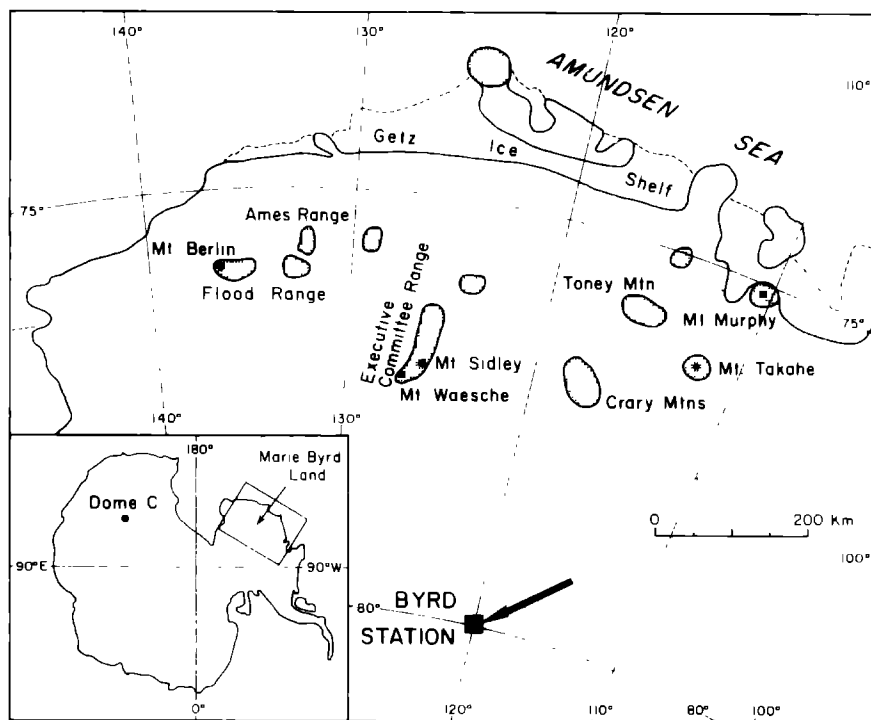 140°
130°
120°
110°
AMUNDSEN
SEA
Getz
Ice
Shelf
75°
Ames Range
Mt Berlin
Flood Range
Executive
Committee Range
Toney Mtn
Mt Murphy
75°
Mt Sidley
Mt Takahe
Mt Waesche
Crary Mtns
140°
130°
180°
Marie Byrd
Land
Dome C
0
200 Km
100°
90°E
90°W
80°
BYRD
STATION
0°
120°
110°
80°
100°